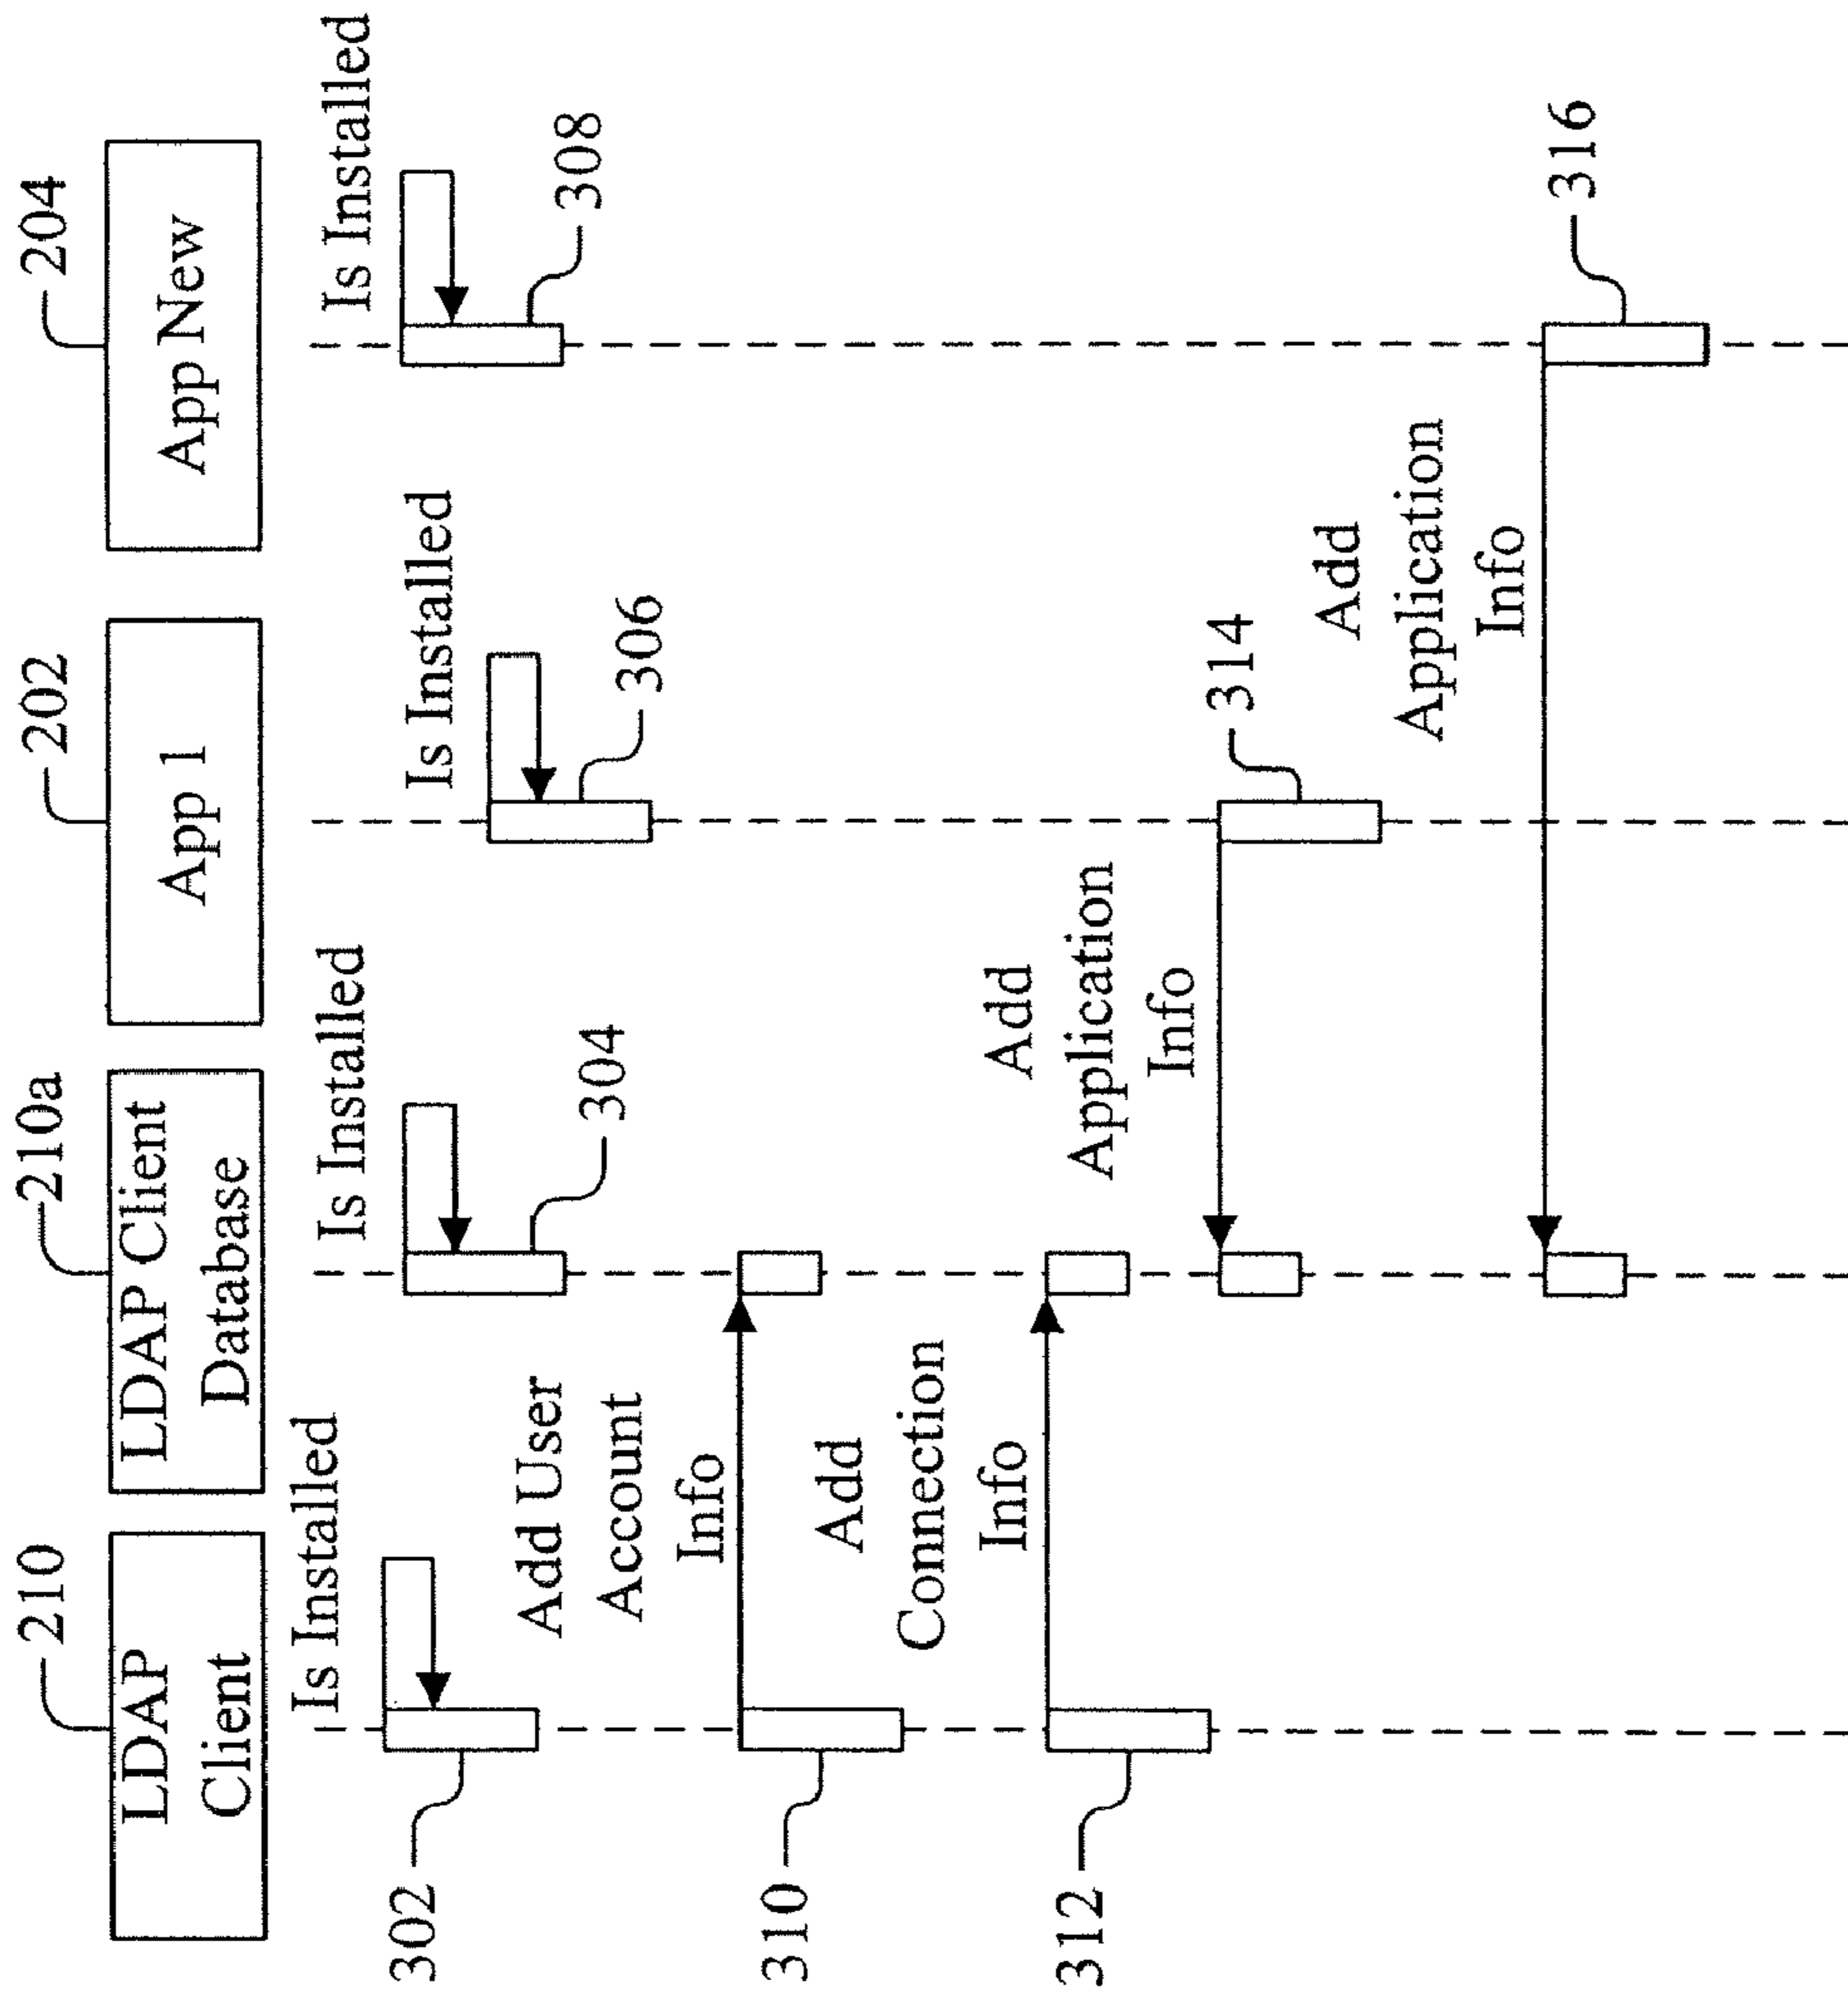 210
LDAP
Client
210a
LDAP Client
Database
202
App 1
204
App New
Is Installed
302
Is Installed
304
Is Installed
306
Is Installed
308
Add User
Account
Info
310
Add
Connection
Info
312
Add
Application
Info
314
Add
Application
Info
316